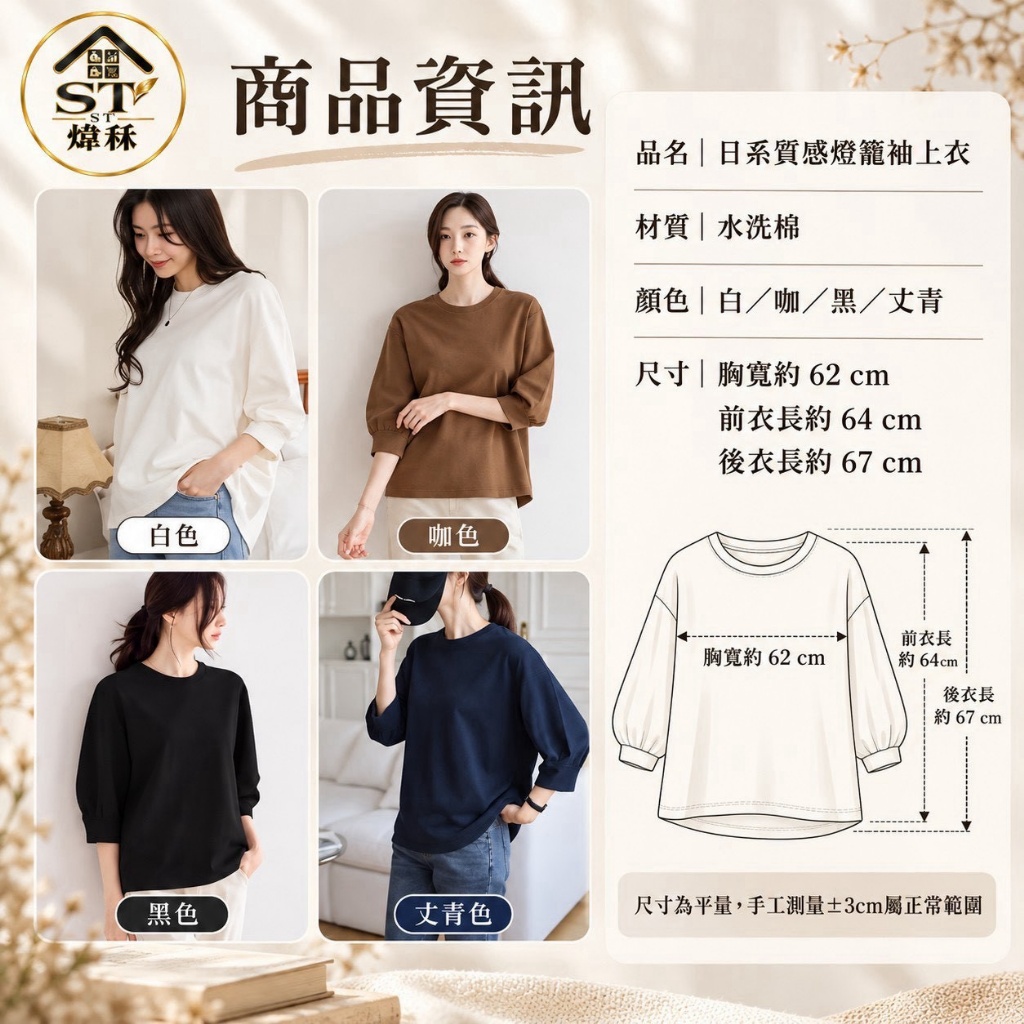 ST
ST
煒秝
商品資訊
白色
咖色
黑色
丈青色
品名｜日系質感燈籠袖上衣
材質｜水洗棉
顏色｜白／咖／黑／丈青
尺寸｜胸寬約 62 cm
前衣長約 64 cm
後衣長約 67 cm
胸寬約 62 cm
前衣長
約 64cm
後衣長
約 67 cm
尺寸為平量，手工測量±3cm屬正常範圍